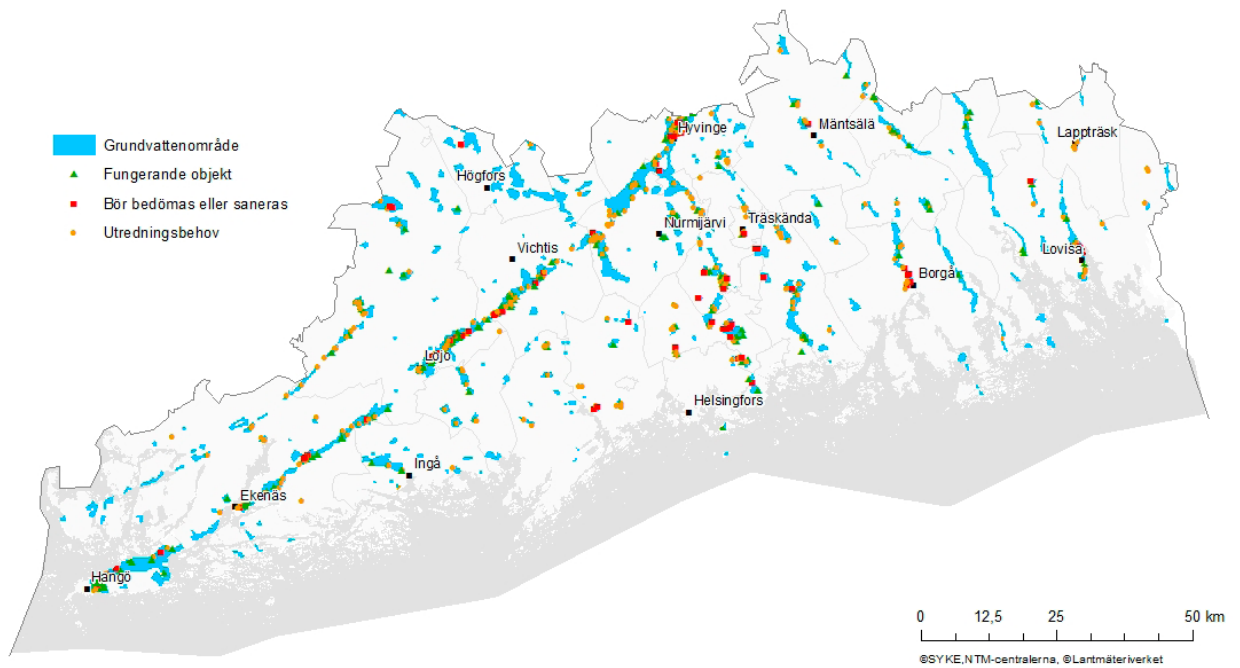 Grundvattenområde
Fungerande objekt
Bör bedömas eller saneras
Utredningsbehov
Hyvinge
Mäntsälä
Lappträsk
Högfors
Nurmijärvi
Träskända
Vichtis
Lovisa
Borgå
Lojo
Helsingfors
Ingå
Ekenäs
Hangö
0 12,5 25 50 km
©SYKE,NTM-centralerna, ©Lantmäteriverket